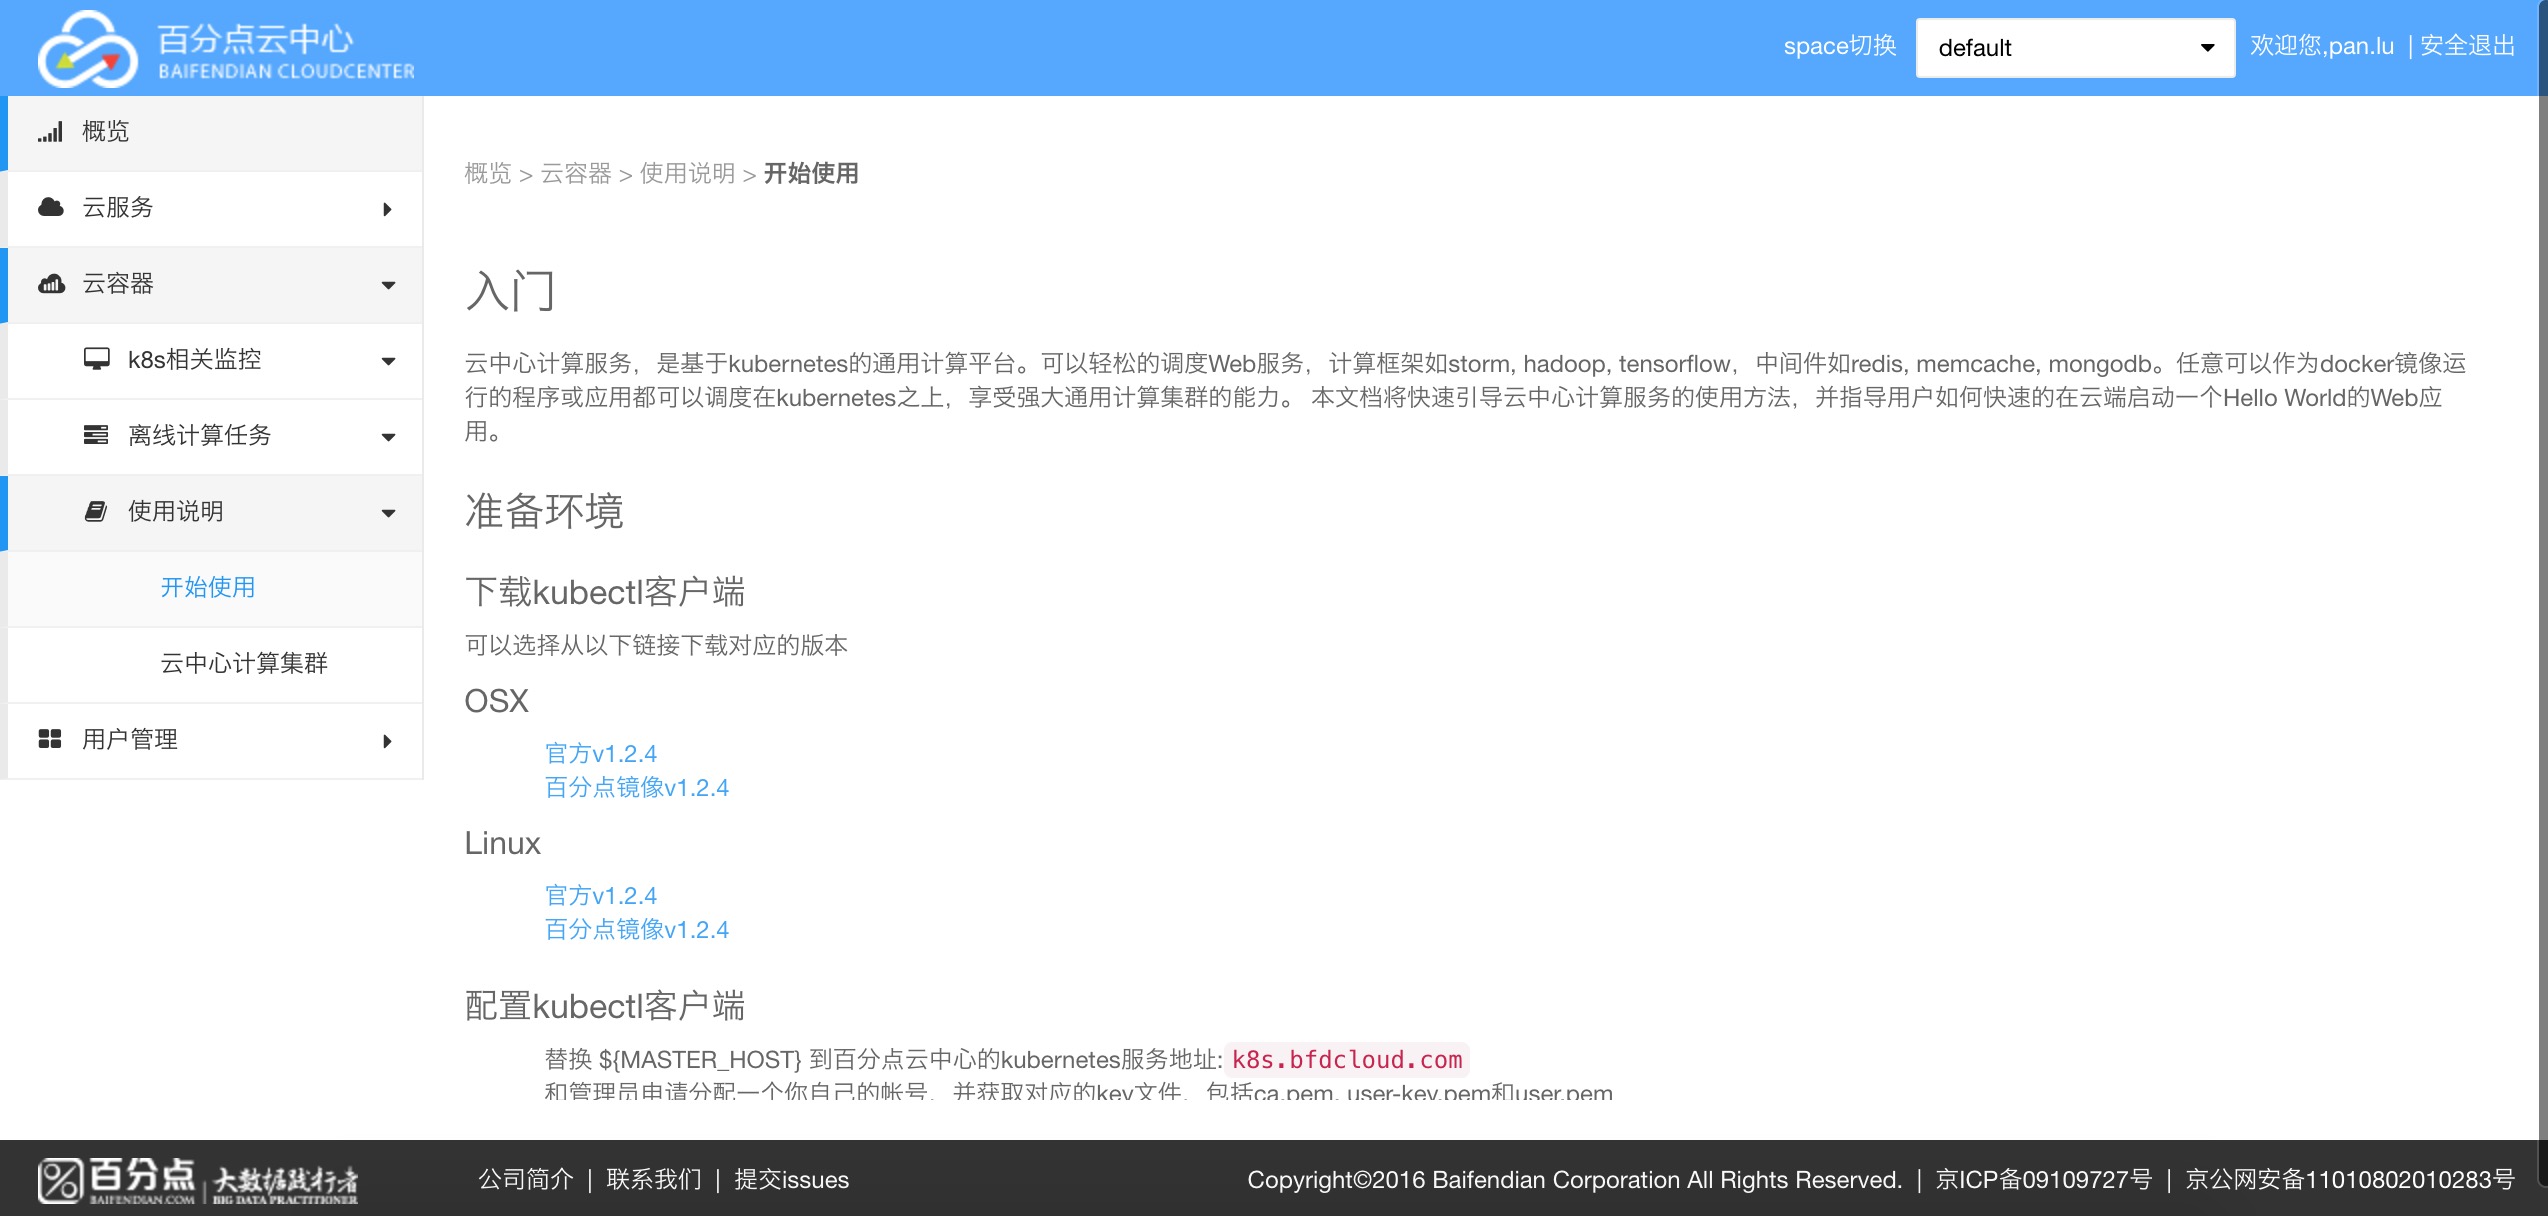 百分点云中心
BAIFENDIAN CLOUDCENTER
space切换
default
欢迎您,pan.lu | 安全退出
概览
云服务
云容器
k8s相关监控
离线计算任务
使用说明
开始使用
云中心计算集群
用户管理
概览 > 云容器 > 使用说明 > 开始使用
入门
云中心计算服务，是基于kubernetes的通用计算平台。可以轻松的调度Web服务，计算框架如storm, hadoop, tensorflow，中间件如redis, memcache, mongodb。任意可以作为docker镜像运
行的程序或应用都可以调度在kubernetes之上，享受强大通用计算集群的能力。 本文档将快速引导云中心计算服务的使用方法，并指导用户如何快速的在云端启动一个Hello World的Web应
用。
准备环境
下载kubectl客户端
可以选择从以下链接下载对应的版本
OSX
官方v1.2.4
百分点镜像v1.2.4
Linux
官方v1.2.4
百分点镜像v1.2.4
配置kubectl客户端
替换 ${MASTER_HOST} 到百分点云中心的kubernetes服务地址: k8s.bfdcloud.com
和管理员申请分配一个你自己的帐号，并获取对应的key文件，包括ca.pem, user-key.pem和user.pem
百分点 | 大数据践行者
BAIFENDIAN.COM BIG DATA PRACTITIONER
公司简介 | 联系我们 | 提交issues
Copyright©2016 Baifendian Corporation All Rights Reserved. | 京ICP备09109727号 | 京公网安备11010802010283号